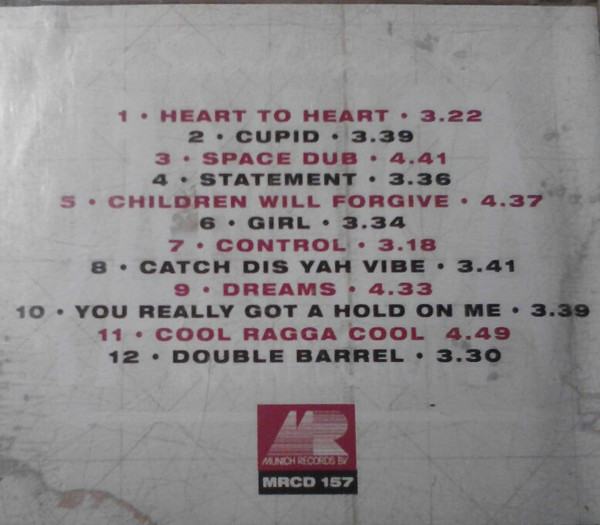 1 • HEART TO HEART • 3.22
2 • CUPID • 3.39
3 • SPACE DUB • 4.41
4 • STATEMENT • 3.36
5 • CHILDREN WILL FORGIVE • 4.37
6 • GIRL • 3.34
7 • CONTROL • 3.18
8 • CATCH DIS YAH VIBE • 3.41
9 • DREAMS • 4.33
10 • YOU REALLY GOT A HOLD ON ME • 3.39
11 • COOL RAGGA COOL 4.49
12 • DOUBLE BARREL • 3.30
MR
MUNICH RECORDS BV
MRCD 157